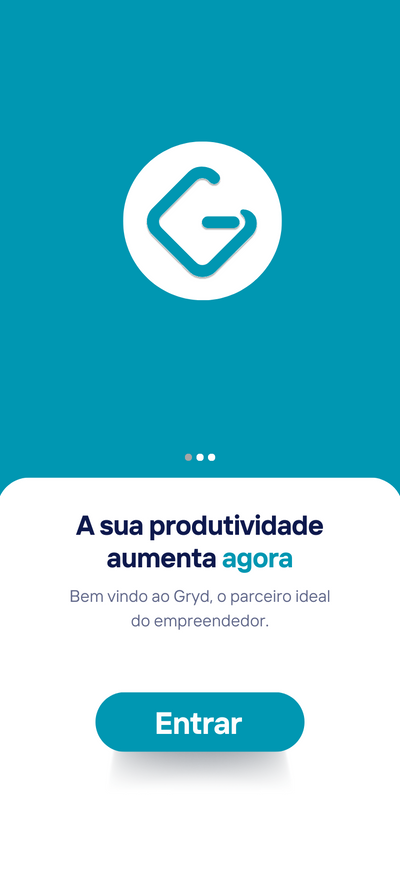 A sua produtividade
aumenta agora
Bem vindo ao Gryd, o parceiro ideal
do empreendedor.
Entrar